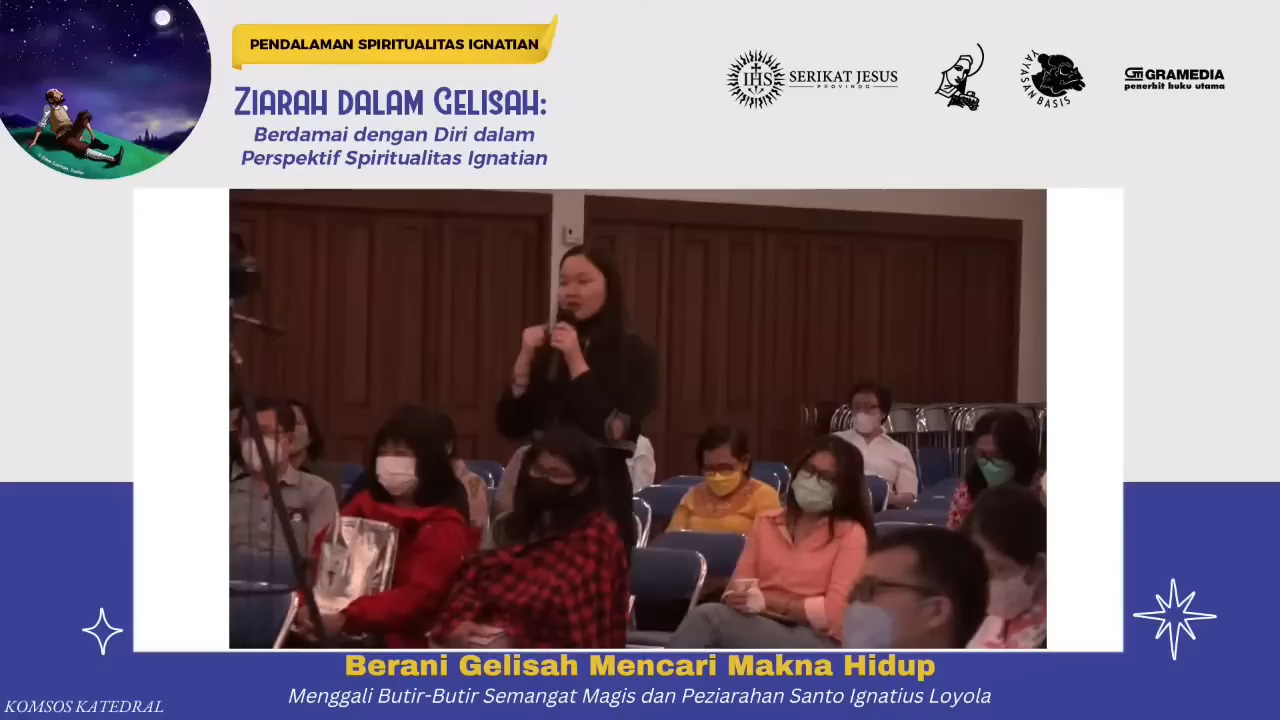 PENDALAMAN SPIRITUALITAS IGNATIAN
ZIARAH DALAM GELISAH:
Berdamai dengan Diri dalam
Perspektif Spiritualitas Ignatian
IHS
SERIKAT JESUS
PROVINDO
YAYASAN BASIS
GM GRAMEDIA
penerbit buku utama
Berani Gelisah Mencari Makna Hidup
Menggali Butir-Butir Semangat Magis dan Peziarahan Santo Ignatius Loyola
KOMSOS KATEDRAL